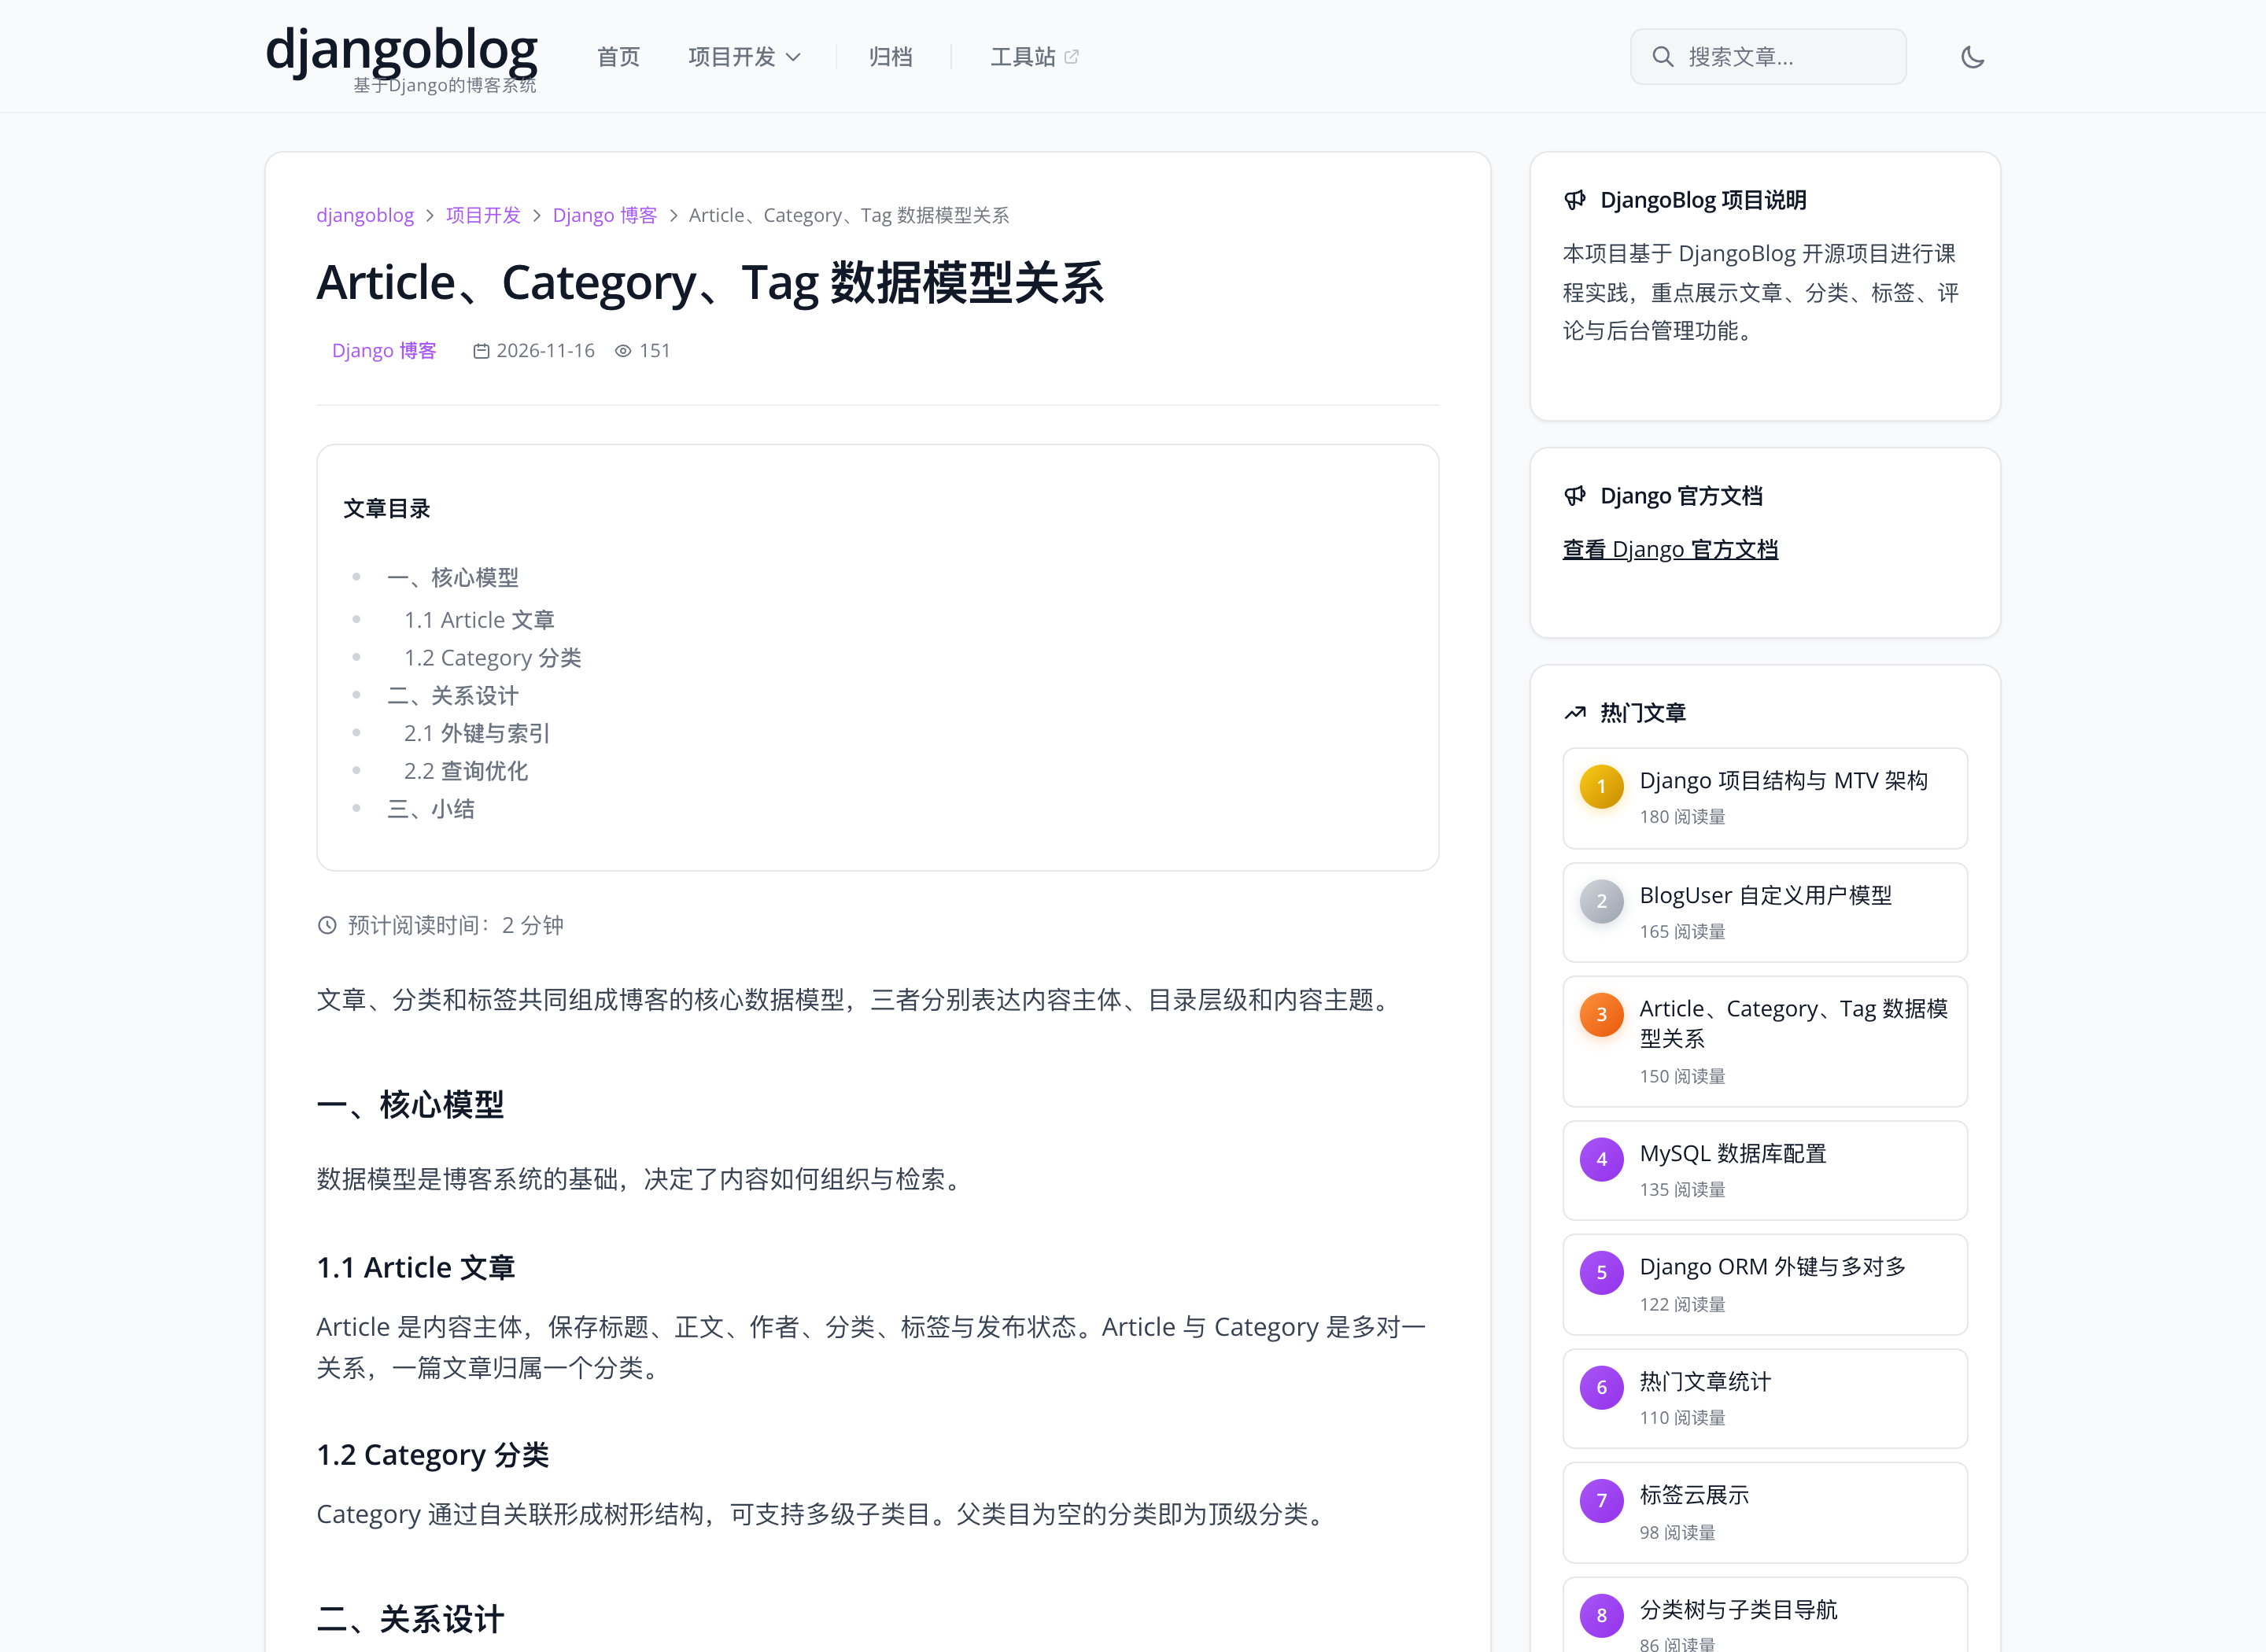 djangoblog
基于Django的博客系统
首页 项目开发 归档 工具站
搜索文章...
djangoblog > 项目开发 > Django 博客 > Article、Category、Tag 数据模型关系
Article、Category、Tag 数据模型关系
Django 博客 2026-11-16 151
文章目录
一、核心模型
1.1 Article 文章
1.2 Category 分类
二、关系设计
2.1 外键与索引
2.2 查询优化
三、小结
预计阅读时间：2 分钟
文章、分类和标签共同组成博客的核心数据模型，三者分别表达内容主体、目录层级和内容主题。
一、核心模型
数据模型是博客系统的基础，决定了内容如何组织与检索。
1.1 Article 文章
Article 是内容主体，保存标题、正文、作者、分类、标签与发布状态。Article 与 Category 是多对一
关系，一篇文章归属一个分类。
1.2 Category 分类
Category 通过自关联形成树形结构，可支持多级子类目。父类目为空的分类即为顶级分类。
二、关系设计
DjangoBlog 项目说明
本项目基于 DjangoBlog 开源项目进行课
程实践，重点展示文章、分类、标签、评
论与后台管理功能。
Django 官方文档
查看 Django 官方文档
热门文章
1 Django 项目结构与 MTV 架构
180 阅读量
2 BlogUser 自定义用户模型
165 阅读量
3 Article、Category、Tag 数据模
型关系
150 阅读量
4 MySQL 数据库配置
135 阅读量
5 Django ORM 外键与多对多
122 阅读量
6 热门文章统计
110 阅读量
7 标签云展示
98 阅读量
8 分类树与子类目导航
86 阅读量